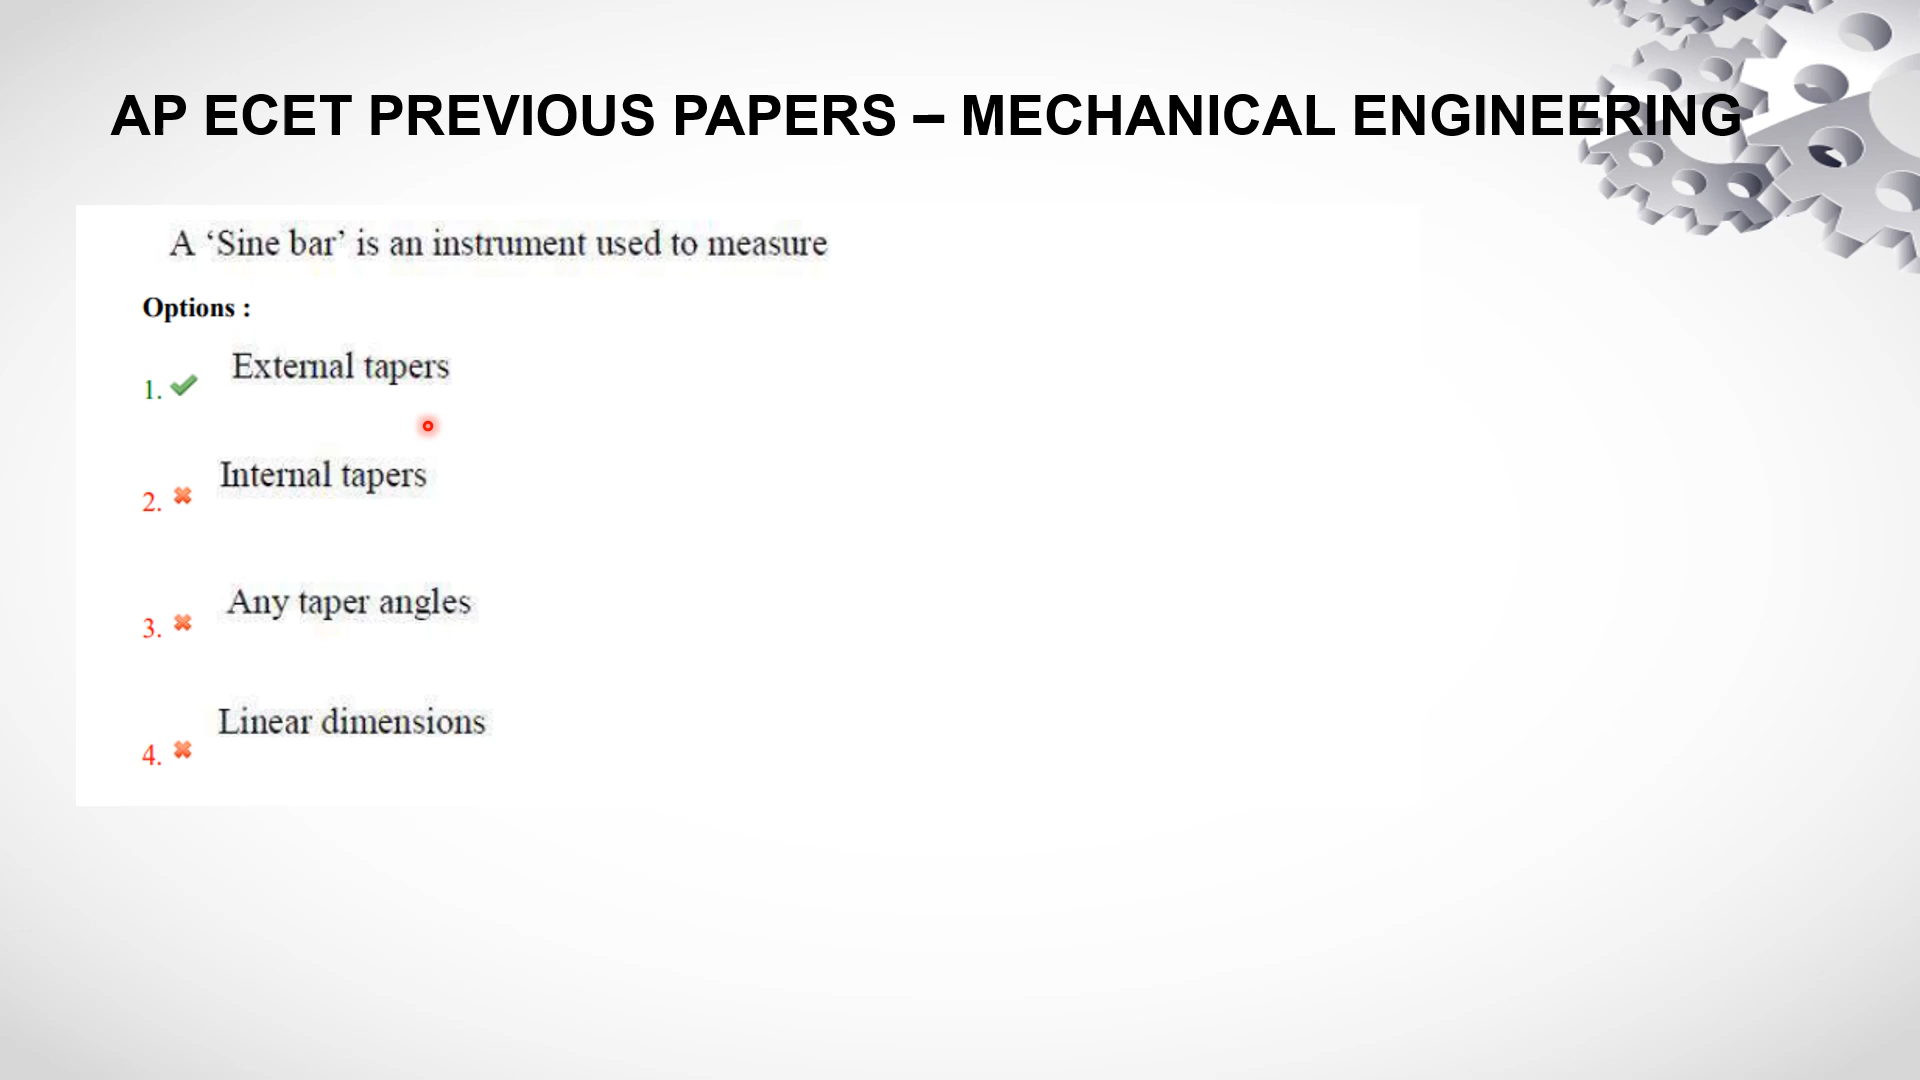 AP ECET PREVIOUS PAPERS – MECHANICAL ENGINEERING
A ‘Sine bar’ is an instrument used to measure
Options :
1. External tapers
2. Internal tapers
3. Any taper angles
4. Linear dimensions